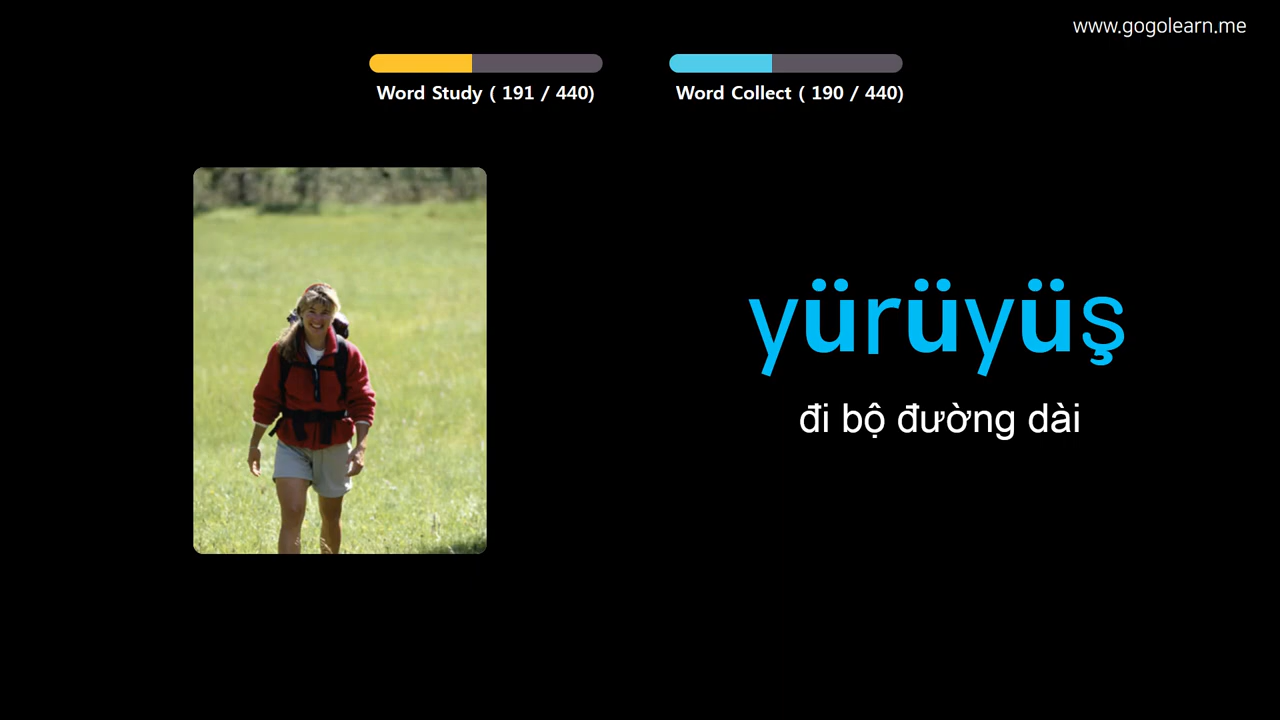 www.gogolearn.me
Word Study ( 191 / 440)
Word Collect ( 190 / 440)
yürüyüş
đi bộ đường dài